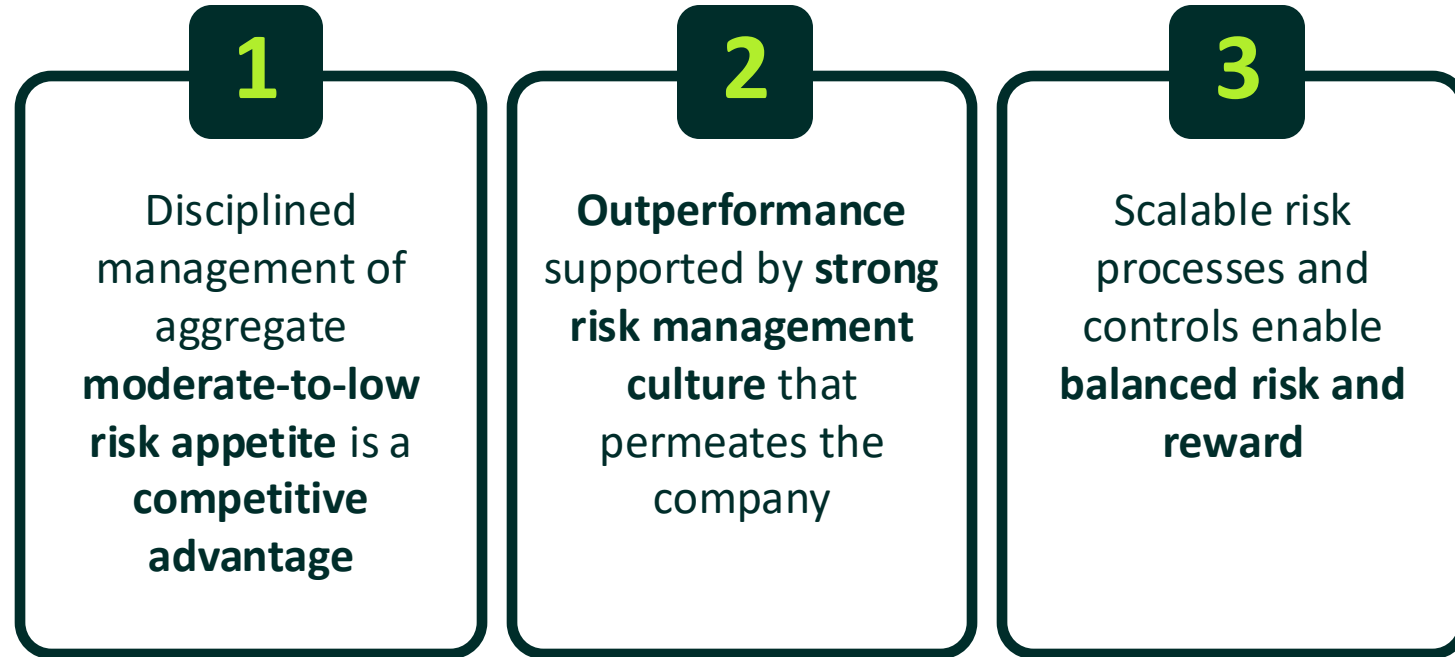 1
Disciplined
management of
aggregate
moderate-to-low
risk appetite is a
competitive
advantage
2
Outperformance
supported by strong
risk management
culture that
permeates the
company
3
Scalable risk
processes and
controls enable
balanced risk and
reward